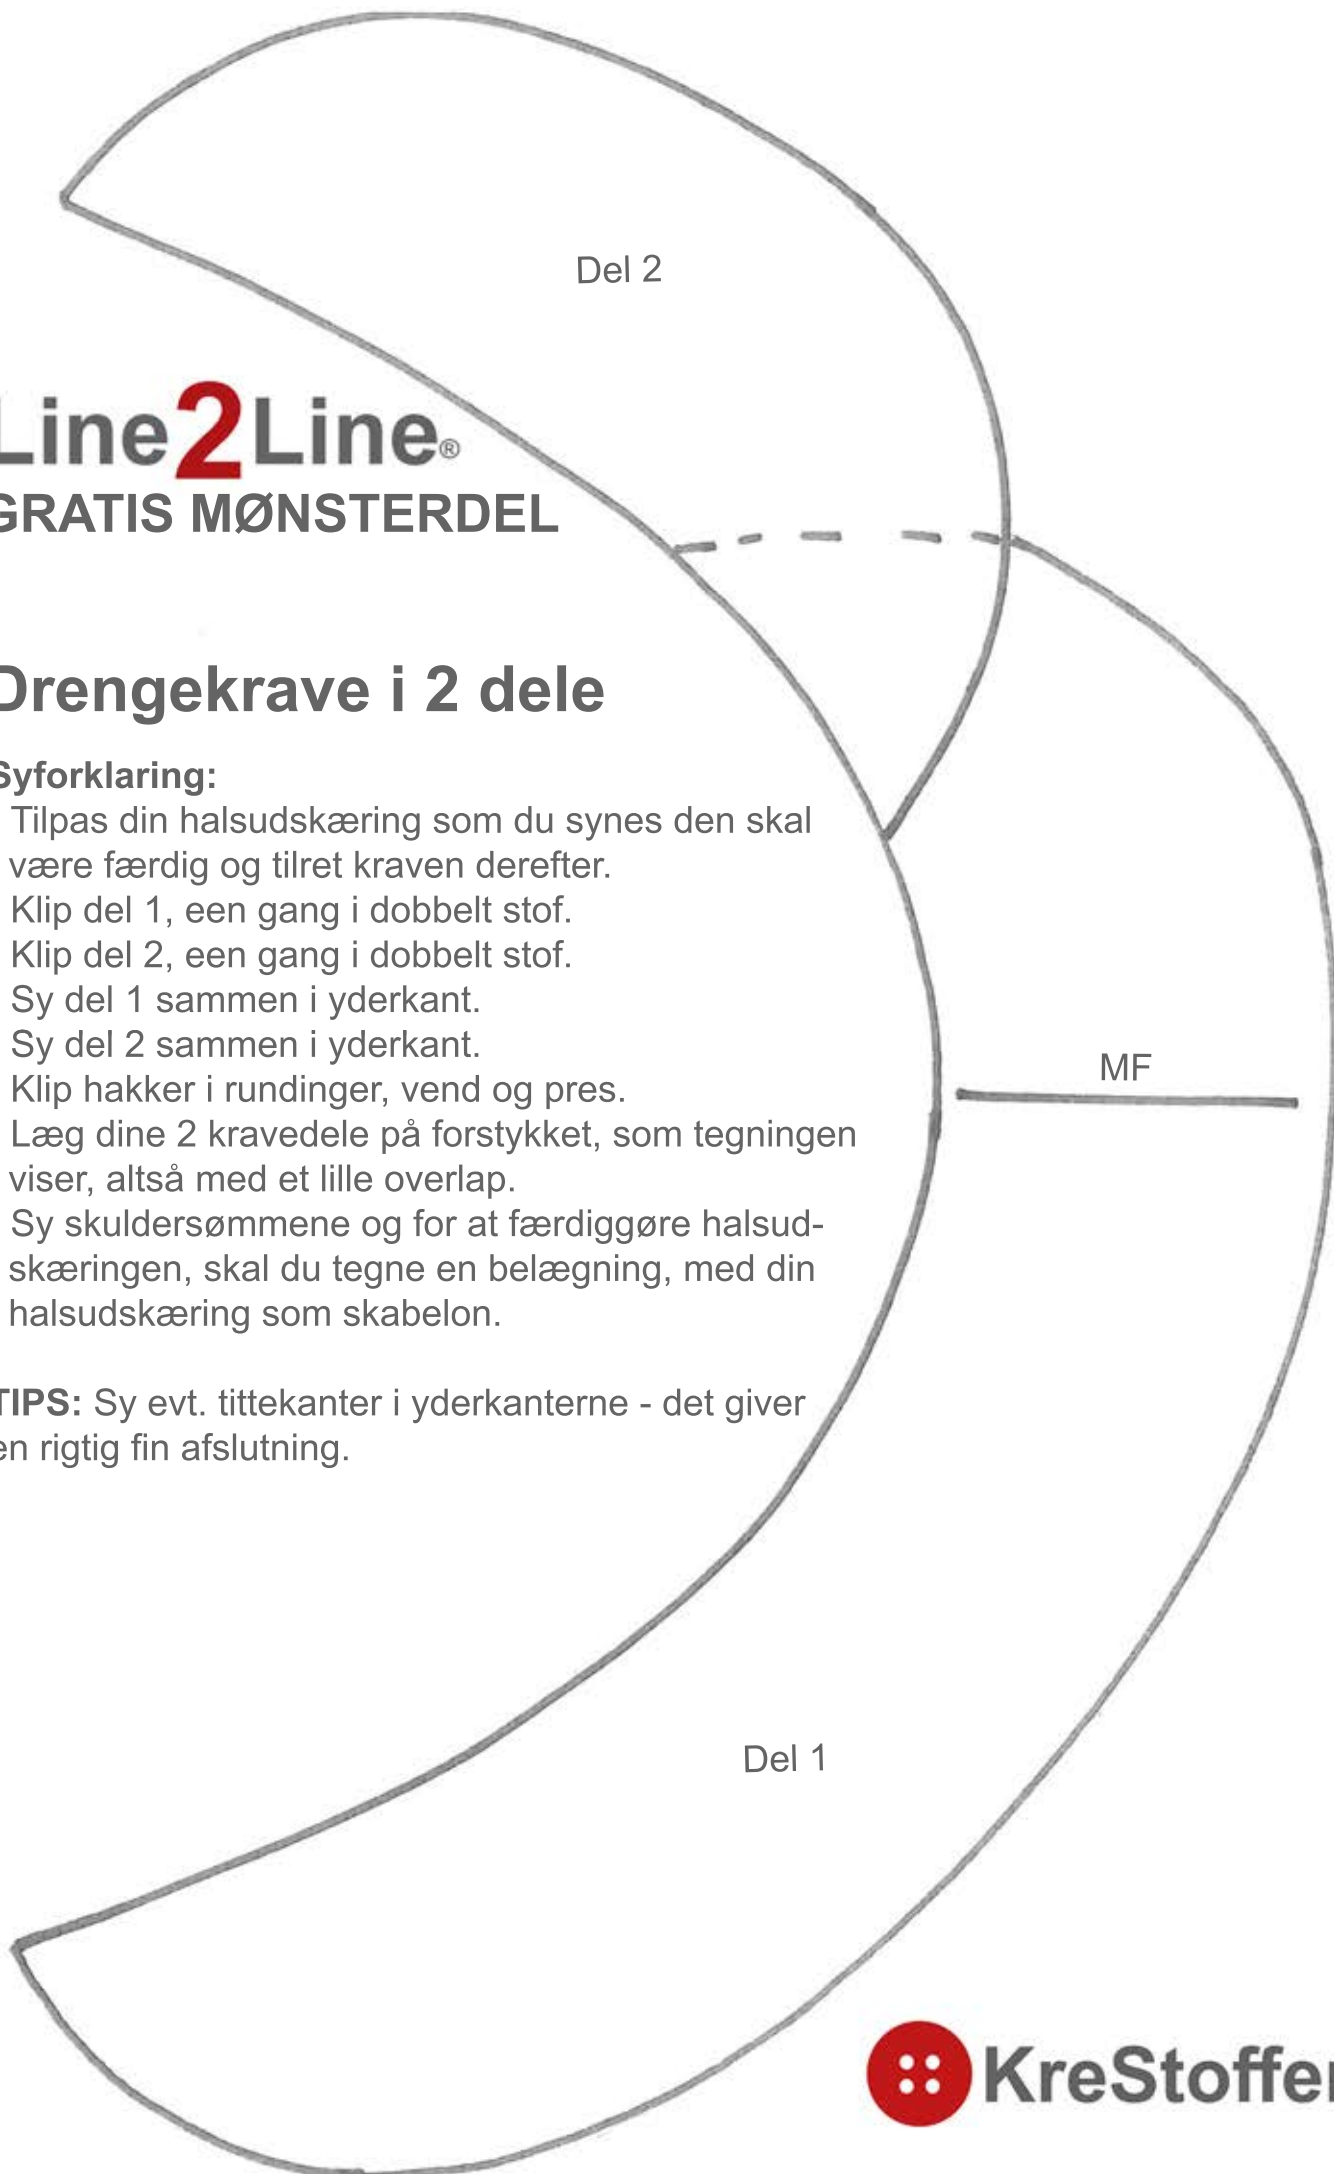 Del 2
Line2Line®
GRATIS MØNSTERDEL
Drengekrave i 2 dele
Syforklaring:
Tilpas din halsudskæring som du synes den skal
være færdig og tilret kraven derefter.
Klip del 1, een gang i dobbelt stof.
Klip del 2, een gang i dobbelt stof.
Sy del 1 sammen i yderkant.
Sy del 2 sammen i yderkant.
Klip hakker i rundinger, vend og pres.
Læg dine 2 kravedele på forstykket, som tegningen
viser, altså med et lille overlap.
Sy skuldersømmene og for at færdiggøre halsud-
skæringen, skal du tegne en belægning, med din
halsudskæring som skabelon.
TIPS: Sy evt. tittekanter i yderkanterne - det giver
en rigtig fin afslutning.
MF
Del 1
KreStoffer